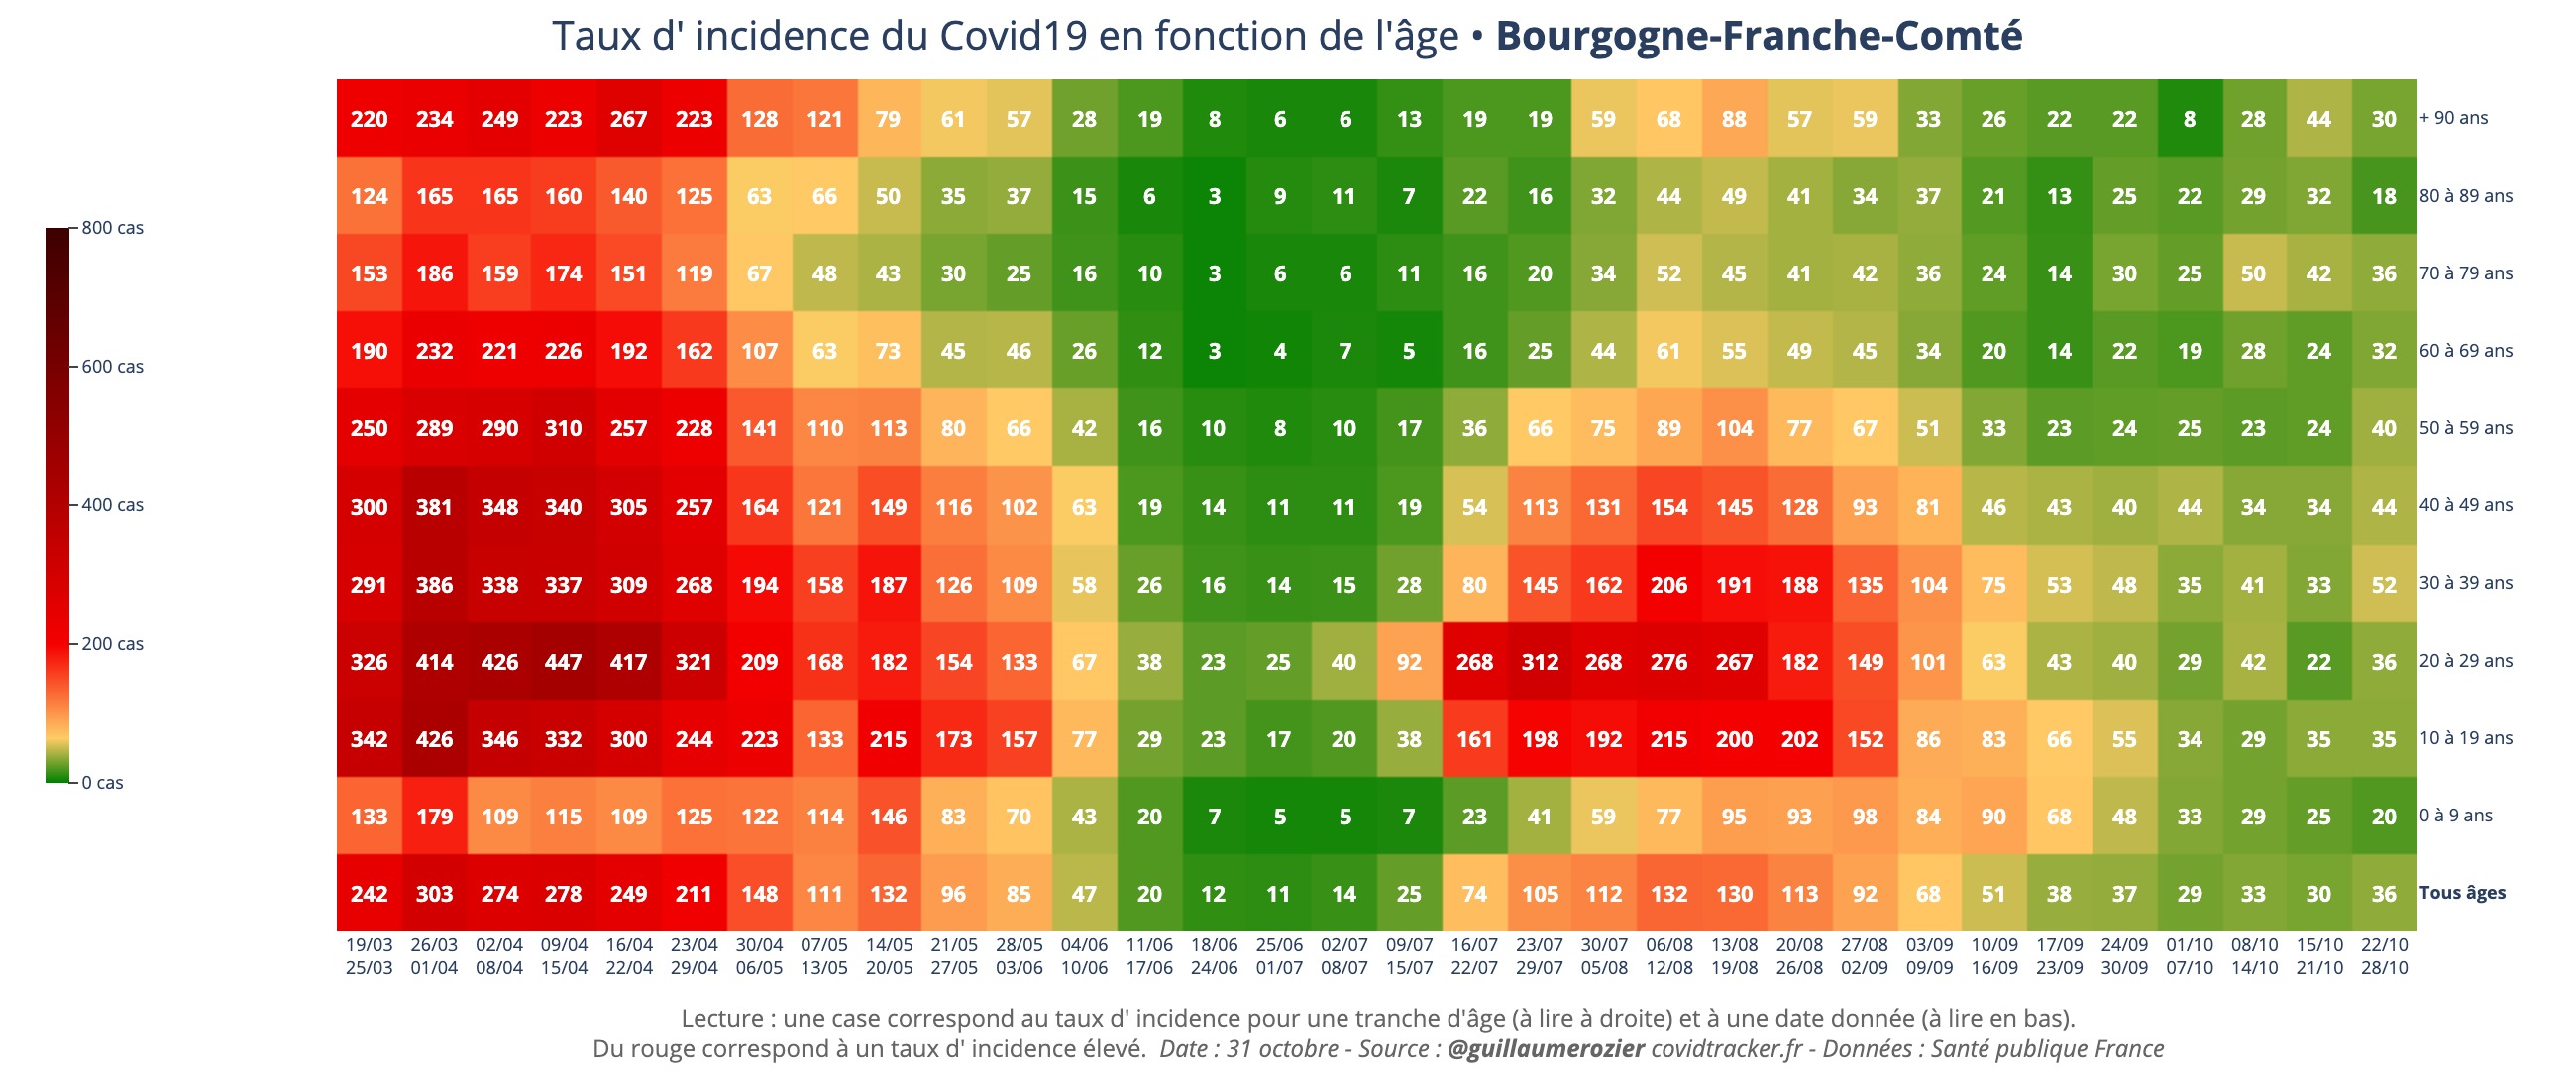 Taux d' incidence du Covid19 en fonction de l'âge • Bourgogne-Franche-Comté
220 234 249 223 267 223 128 121 79 61 57 28 19 8 6 6 13 19 19 59 68 88 57 59 33 26 22 22 8 28 44 30 + 90 ans
124 165 165 160 140 125 63 66 50 35 37 15 6 3 9 11 7 22 16 32 44 49 41 34 37 21 13 25 22 29 32 18 80 à 89 ans
800 cas
153 186 159 174 151 119 67 48 43 30 25 16 10 3 6 6 11 16 20 34 52 45 41 42 36 24 14 30 25 50 42 36 70 à 79 ans
190 232 221 226 192 162 107 63 73 45 46 26 12 3 4 7 5 16 25 44 61 55 49 45 34 20 14 22 19 28 24 32 60 à 69 ans
600 cas
250 289 290 310 257 228 141 110 113 80 66 42 16 10 8 10 17 36 66 75 89 104 77 67 51 33 23 24 25 23 24 40 50 à 59 ans
400 cas
300 381 348 340 305 257 164 121 149 116 102 63 19 14 11 11 19 54 113 131 154 145 128 93 81 46 43 40 44 34 34 44 40 à 49 ans
291 386 338 337 309 268 194 158 187 126 109 58 26 16 14 15 28 80 145 162 206 191 188 135 104 75 53 48 35 41 33 52 30 à 39 ans
200 cas
326 414 426 447 417 321 209 168 182 154 133 67 38 23 25 40 92 268 312 268 276 267 182 149 101 63 43 40 29 42 22 36 20 à 29 ans
342 426 346 332 300 244 223 133 215 173 157 77 29 23 17 20 38 161 198 192 215 200 202 152 86 83 66 55 34 29 35 35 10 à 19 ans
0 cas
133 179 109 115 109 125 122 114 146 83 70 43 20 7 5 5 7 23 41 59 77 95 93 98 84 90 68 48 33 29 25 20 0 à 9 ans
242 303 274 278 249 211 148 111 132 96 85 47 20 12 11 14 25 74 105 112 132 130 113 92 68 51 38 37 29 33 30 36 Tous âges
19/03 26/03 02/04 09/04 16/04 23/04 30/04 07/05 14/05 21/05 28/05 04/06 11/06 18/06 25/06 02/07 09/07 16/07 23/07 30/07 06/08 13/08 20/08 27/08 03/09 10/09 17/09 24/09 01/10 08/10 15/10 22/10
25/03 01/04 08/04 15/04 22/04 29/04 06/05 13/05 20/05 27/05 03/06 10/06 17/06 24/06 01/07 08/07 15/07 22/07 29/07 05/08 12/08 19/08 26/08 02/09 09/09 16/09 23/09 30/09 07/10 14/10 21/10 28/10
Lecture : une case correspond au taux d' incidence pour une tranche d'âge (à lire à droite) et à une date donnée (à lire en bas).
Du rouge correspond à un taux d' incidence élevé. Date : 31 octobre - Source : @guillaumerozier covidtracker.fr - Données : Santé publique France